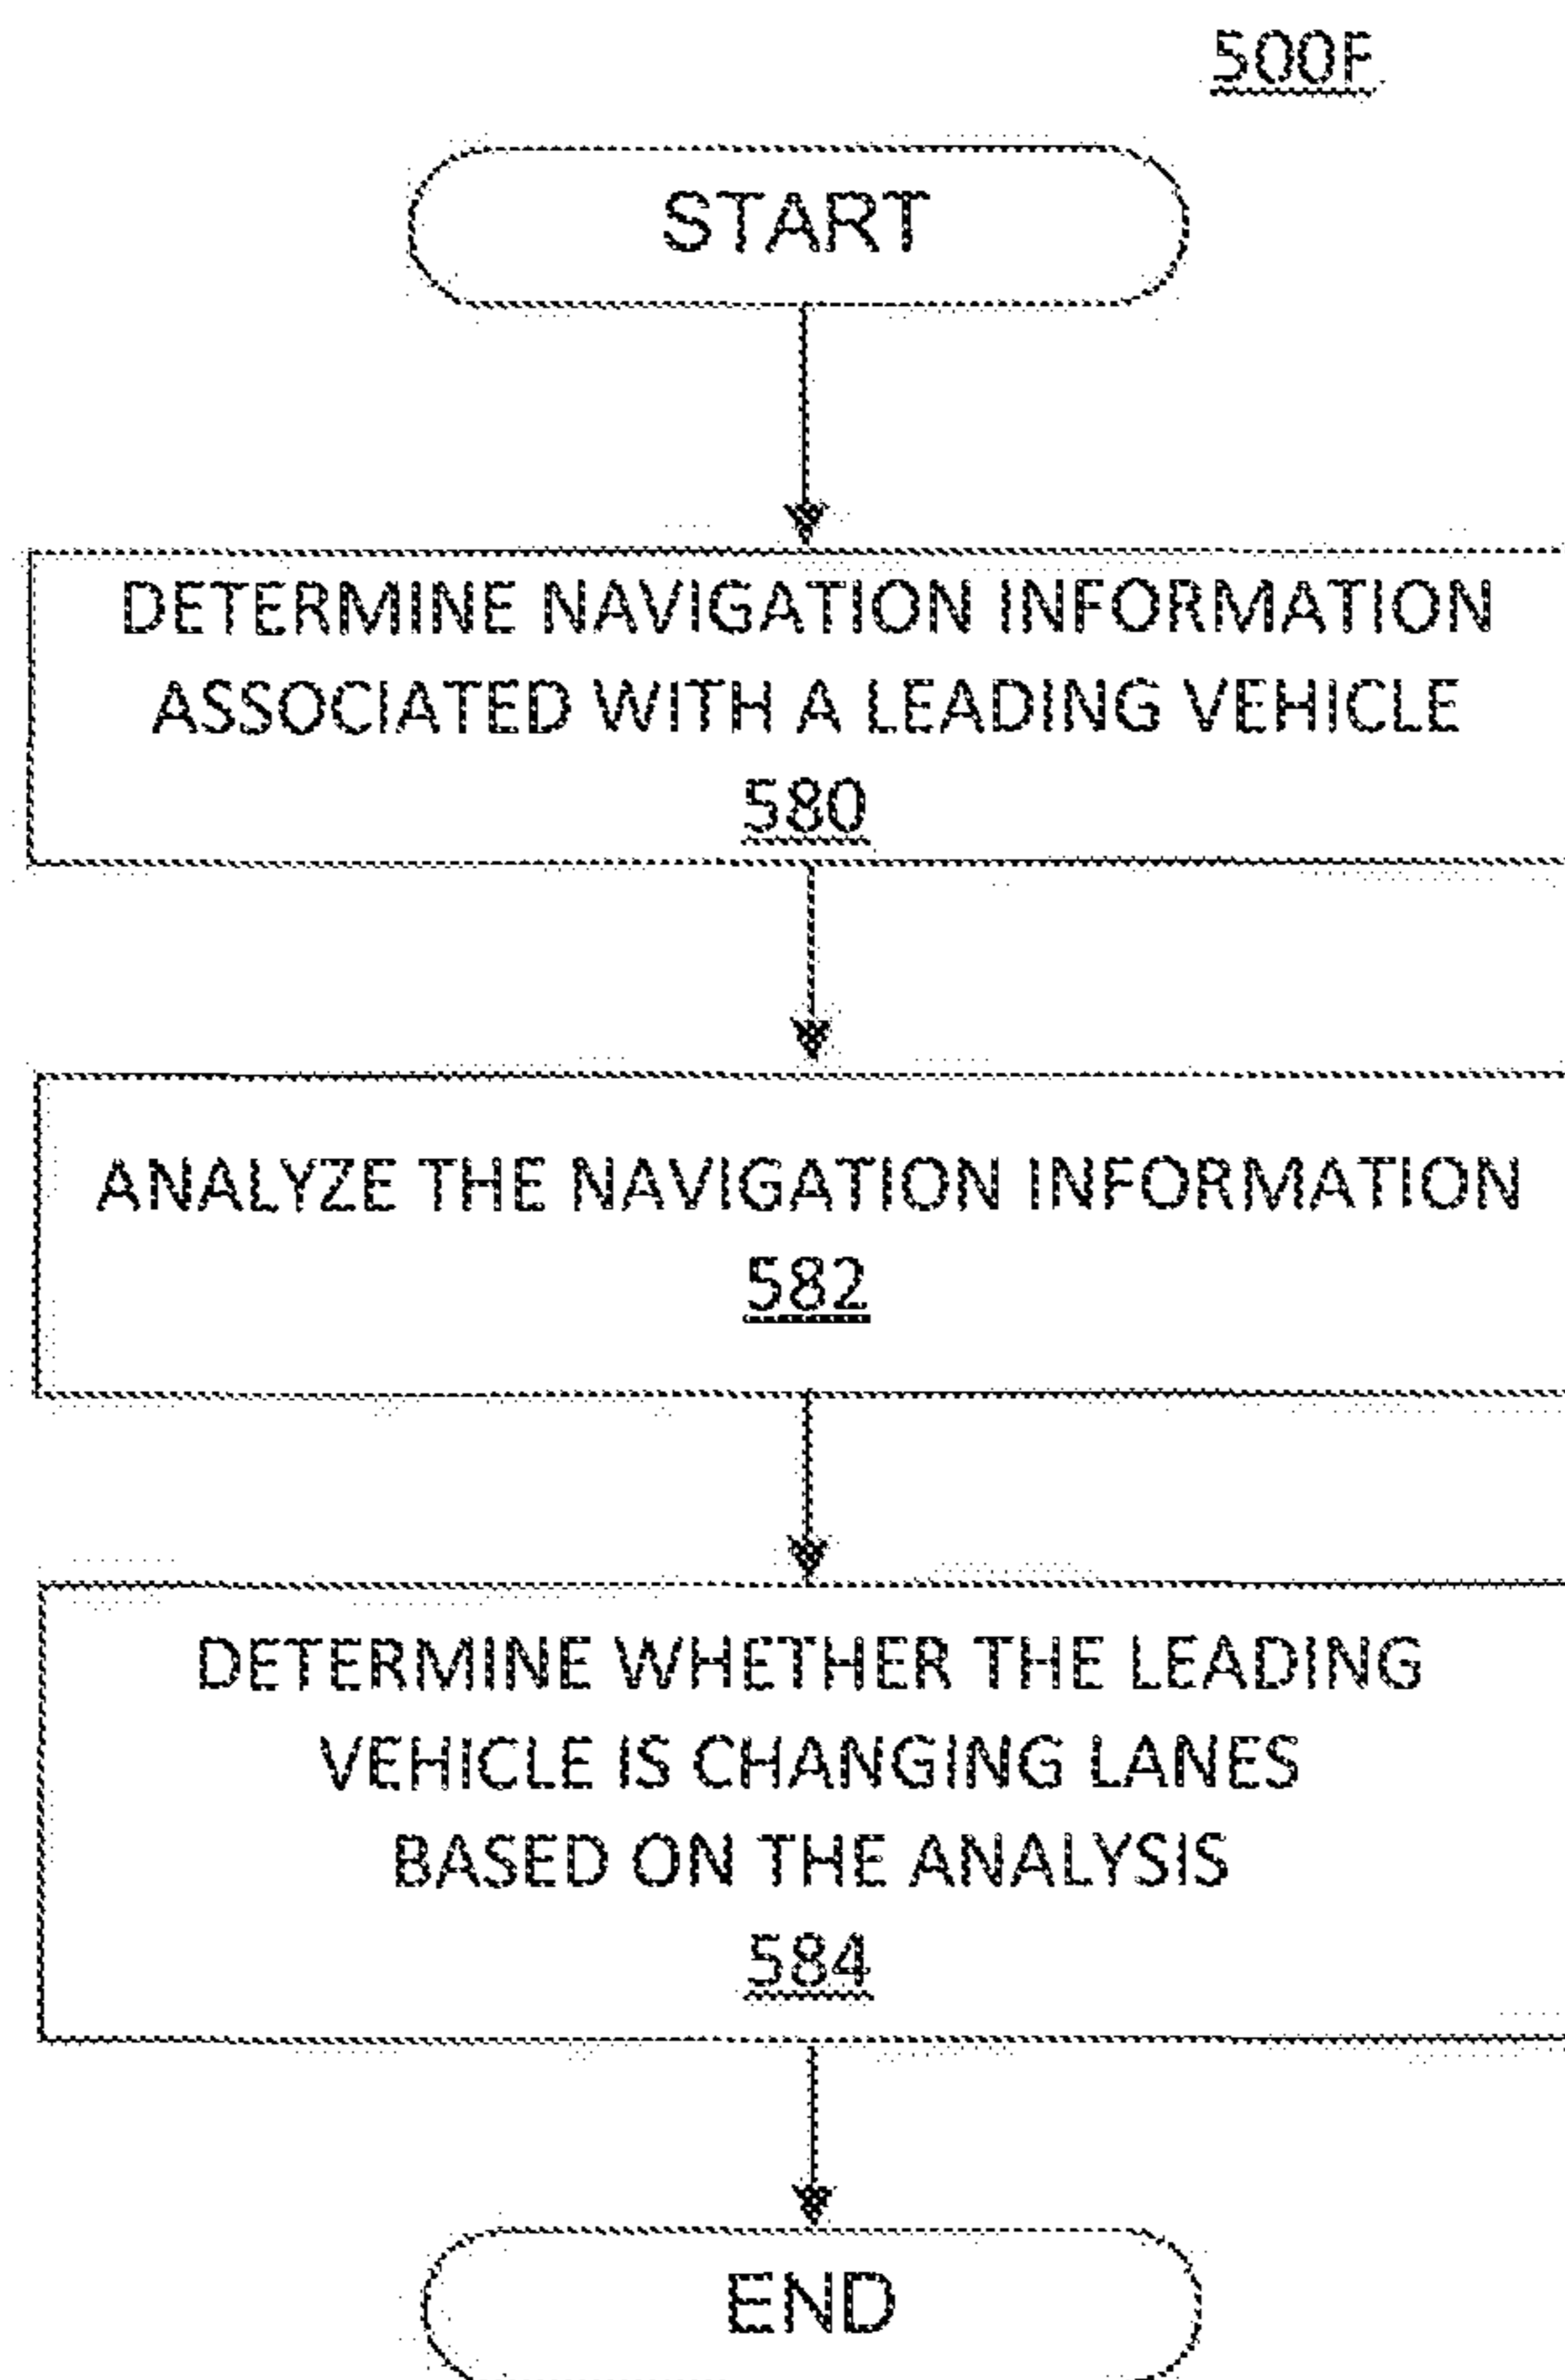 500F
START
DETERMINE NAVIGATION INFORMATION
ASSOCIATED WITH A LEADING VEHICLE
580
ANALYZE THE NAVIGATION INFORMATION
582
DETERMINE WHETHER THE LEADING
VEHICLE IS CHANGING LANES
BASED ON THE ANALYSIS
584
END